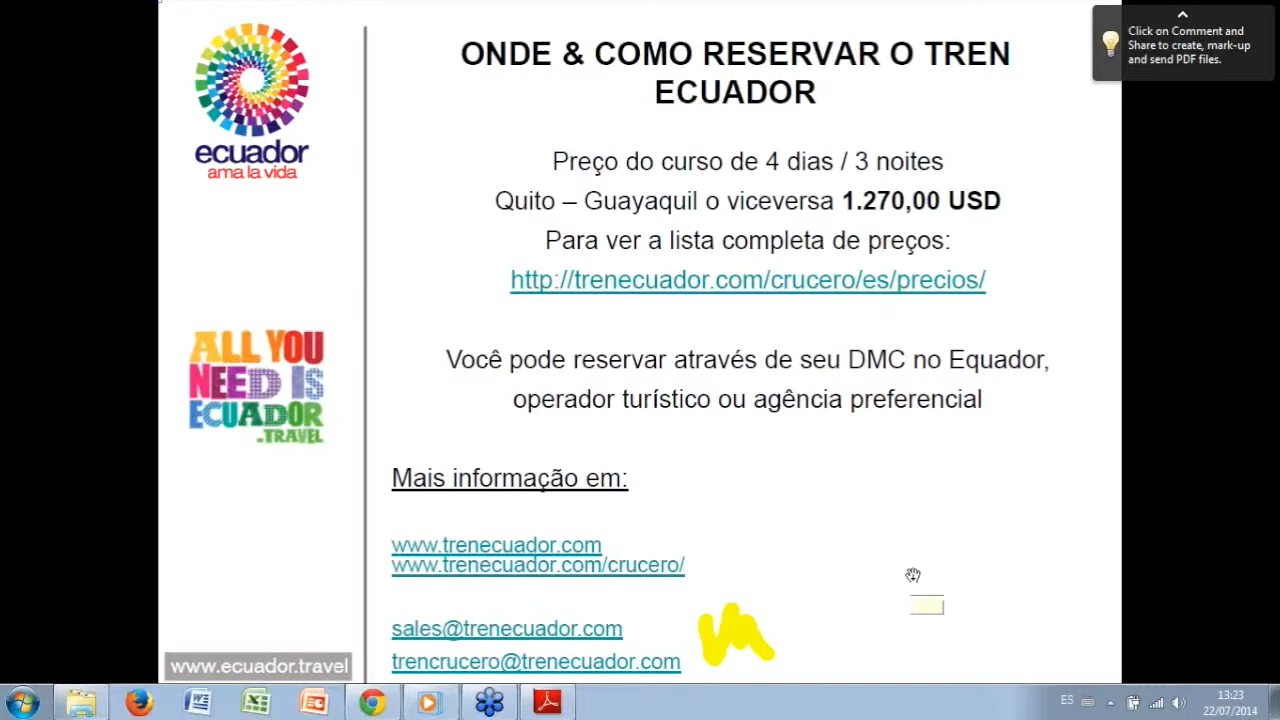 ecuador
ama la vida
ALL YOU
NEED IS
ECUADOR
.TRAVEL
www.ecuador.travel
ONDE & COMO RESERVAR O TREN
ECUADOR
Preço do curso de 4 dias / 3 noites
Quito – Guayaquil o viceversa 1.270,00 USD
Para ver a lista completa de preços:
http://trenecuador.com/crucero/es/precios/
Você pode reservar através de seu DMC no Equador,
operador turístico ou agência preferencial
Mais informação em:
www.trenecuador.com
www.trenecuador.com/crucero/
sales@trenecuador.com
trencrucero@trenecuador.com
Click on Comment and
Share to create, mark-up
and send PDF files.
ES
13:23
22/07/2014